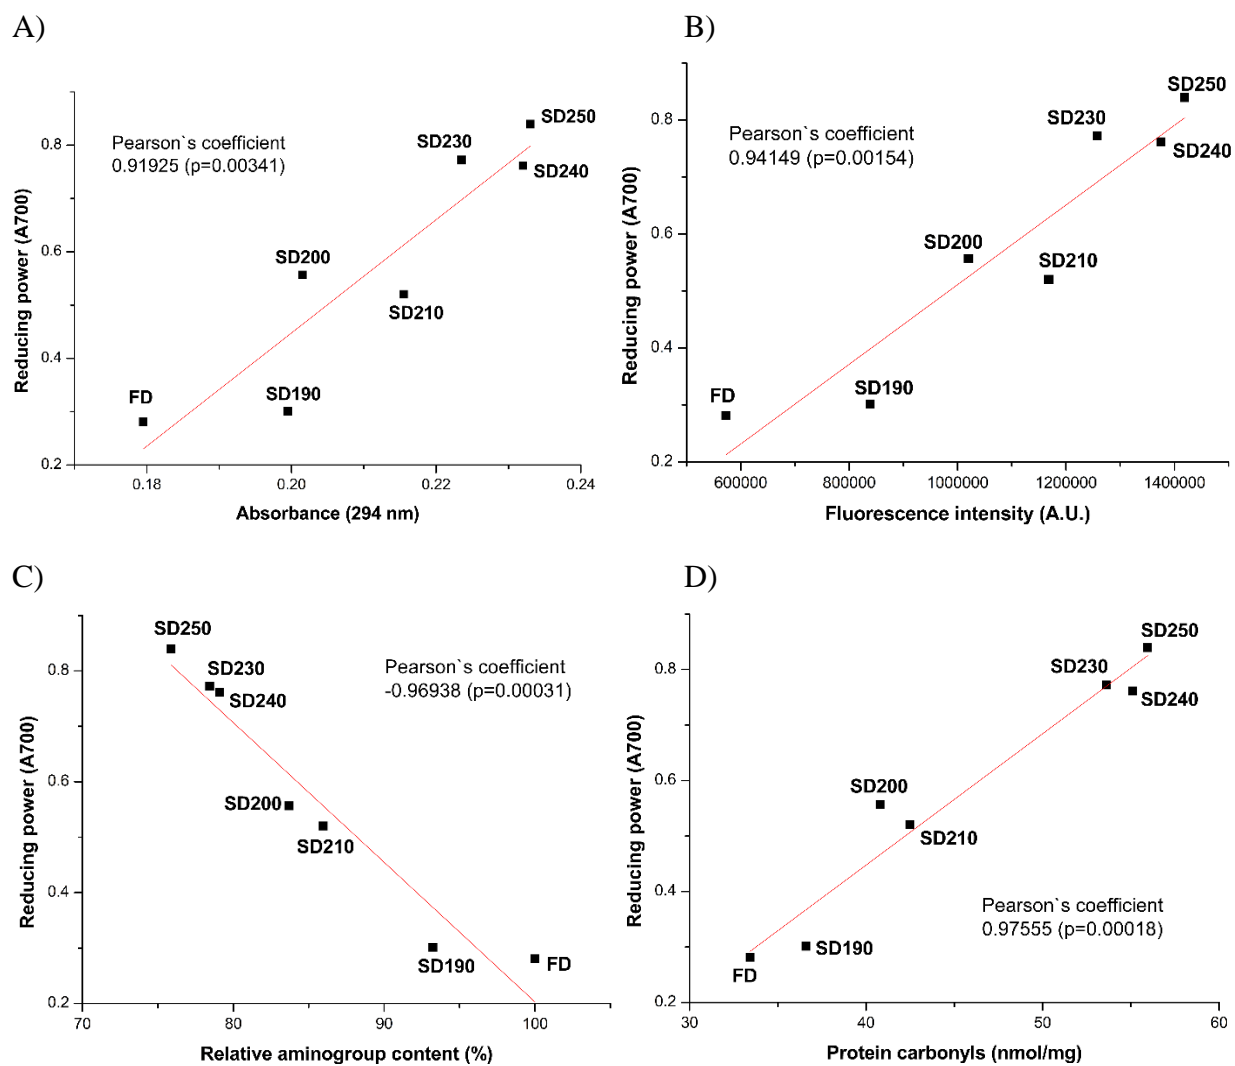 A)
Reducing power (A700)
0.8
0.6
0.4
0.2
Pearson`s coefficient
0.91925 (p=0.00341)
SD250
SD230
SD240
SD200
SD210
FD
SD190
0.18
0.20
0.22
0.24
Absorbance (294 nm)
B)
Reducing power (A700)
0.8
0.6
0.4
0.2
Pearson`s coefficient
0.94149 (p=0.00154)
SD250
SD230
SD240
SD200
SD210
SD190
FD
600000
800000
1000000
1200000
1400000
Fluorescence intensity (A.U.)
C)
Reducing power (A700)
0.8
0.6
0.4
0.2
SD250
SD230
SD240
Pearson`s coefficient
-0.96938 (p=0.00031)
SD200
SD210
SD190
FD
70
80
90
100
Relative aminogroup content (%)
D)
Reducing power (A700)
0.8
0.6
0.4
0.2
SD250
SD230
SD240
SD200
SD210
Pearson`s coefficient
0.97555 (p=0.00018)
SD190
FD
30
40
50
60
Protein carbonyls (nmol/mg)